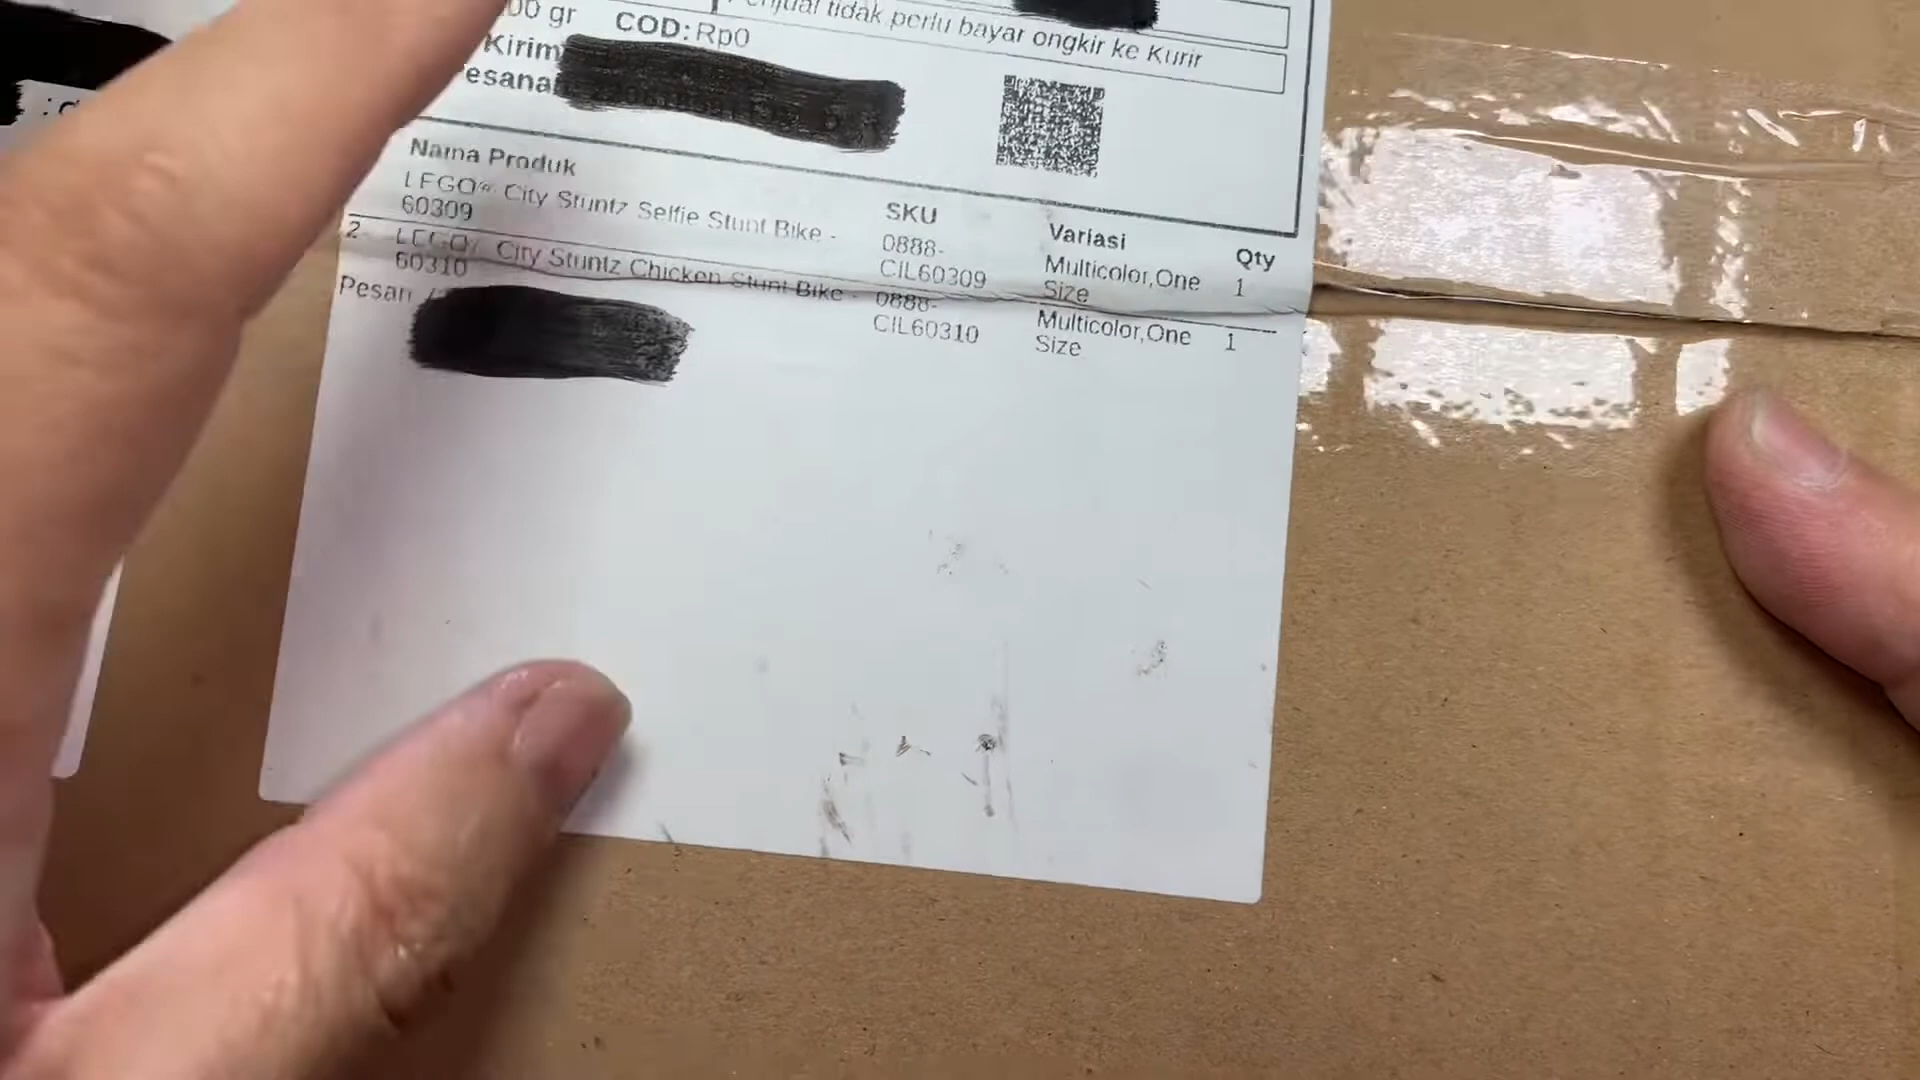 00 gr COD: Rp0
Penjual tidak perlu bayar ongkir ke Kurir
Kirim
esana
Nama Produk SKU Variasi Qty
LEGO® City Stuntz Selfie Stunt Bike - 0888- Multicolor,One 1
60309 CIL60309 Size
2 LEGO® City Stuntz Chicken Stunt Bike - 0888- Multicolor,One 1
60310 CIL60310 Size
Pesan